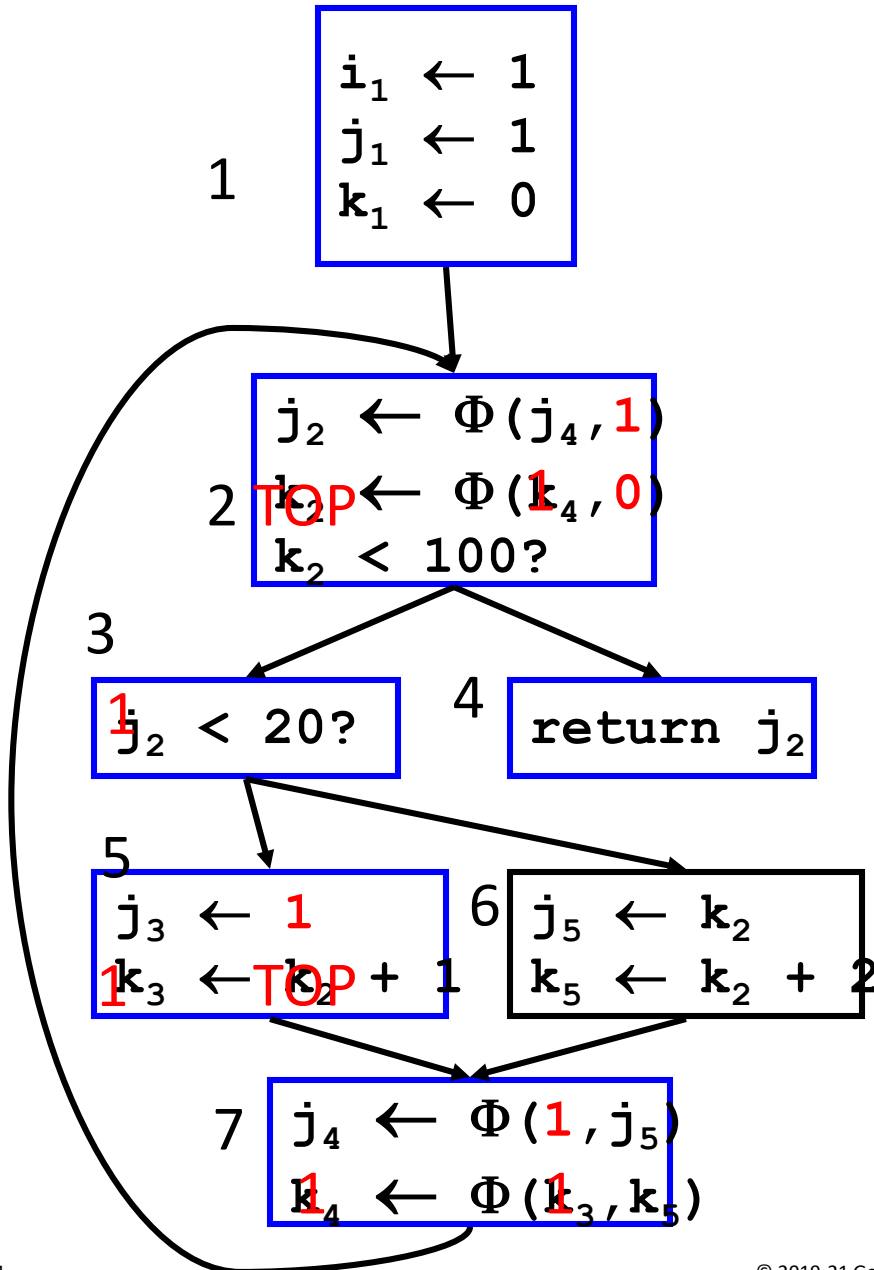 i₁ ← 1
j₁ ← 1
1
k₁ ← 0
j₂ ← Φ(j₄,1)
2 TOP k₂ ← Φ(k₄,0) 1
k₂ < 100?
3
1 j₂ < 20?
4
return j₂
5
j₃ ← 1
1 k₃ ← k₂ TOP + 1
6
j₅ ← k₂
k₅ ← k₂ + 2
7
j₄ ← Φ(1,j₅)
1 k₄ ← Φ(k₃,k₅) 1